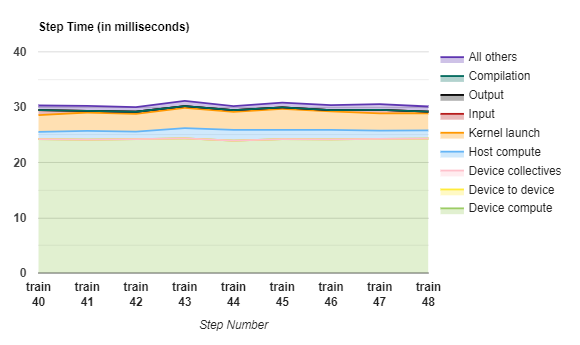 Step Time (in milliseconds)
40
30
20
10
0
train 40
train 41
train 42
train 43
train 44
train 45
train 46
train 47
train 48
Step Number
All others
Compilation
Output
Input
Kernel launch
Host compute
Device collectives
Device to device
Device compute